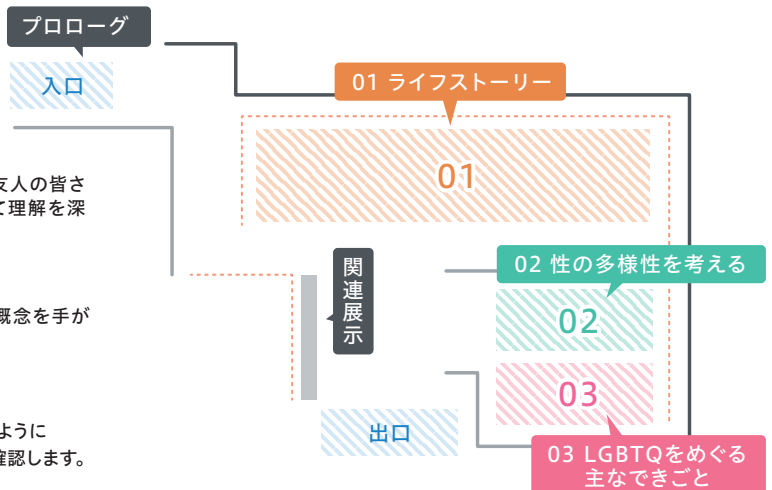 プロローグ
入口
01 ライフストーリー
01
友人の皆さ
て理解を深
関連展示
02 性の多様性を考える
02
概念を手が
03
ように
確認します。
出口
03 LGBTQをめぐる
主なできごと